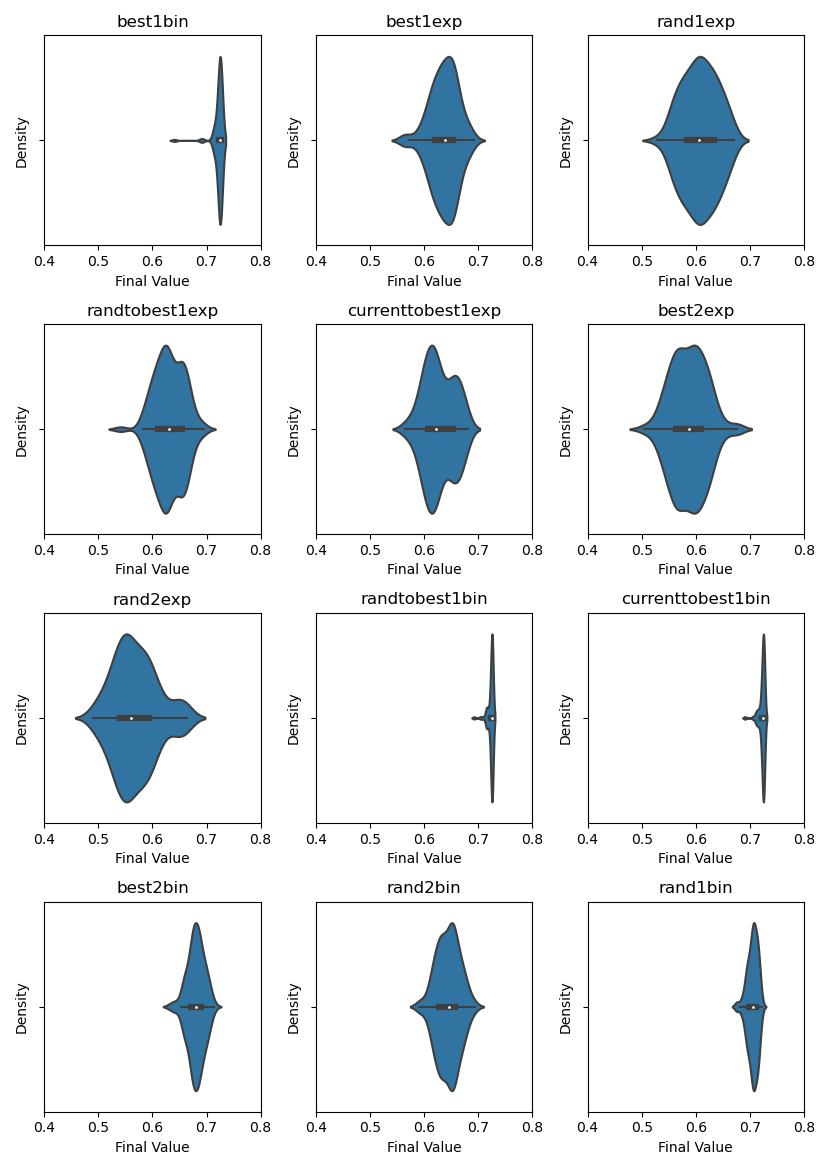 best1bin
best1exp
rand1exp
Density
Density
Density
0.4 0.5 0.6 0.7 0.8
0.4 0.5 0.6 0.7 0.8
0.4 0.5 0.6 0.7 0.8
Final Value
Final Value
Final Value
randtobest1exp
currenttobest1exp
best2exp
Density
Density
Density
0.4 0.5 0.6 0.7 0.8
0.4 0.5 0.6 0.7 0.8
0.4 0.5 0.6 0.7 0.8
Final Value
Final Value
Final Value
rand2exp
randtobest1bin
currenttobest1bin
Density
Density
Density
0.4 0.5 0.6 0.7 0.8
0.4 0.5 0.6 0.7 0.8
0.4 0.5 0.6 0.7 0.8
Final Value
Final Value
Final Value
best2bin
rand2bin
rand1bin
Density
Density
Density
0.4 0.5 0.6 0.7 0.8
0.4 0.5 0.6 0.7 0.8
0.4 0.5 0.6 0.7 0.8
Final Value
Final Value
Final Value